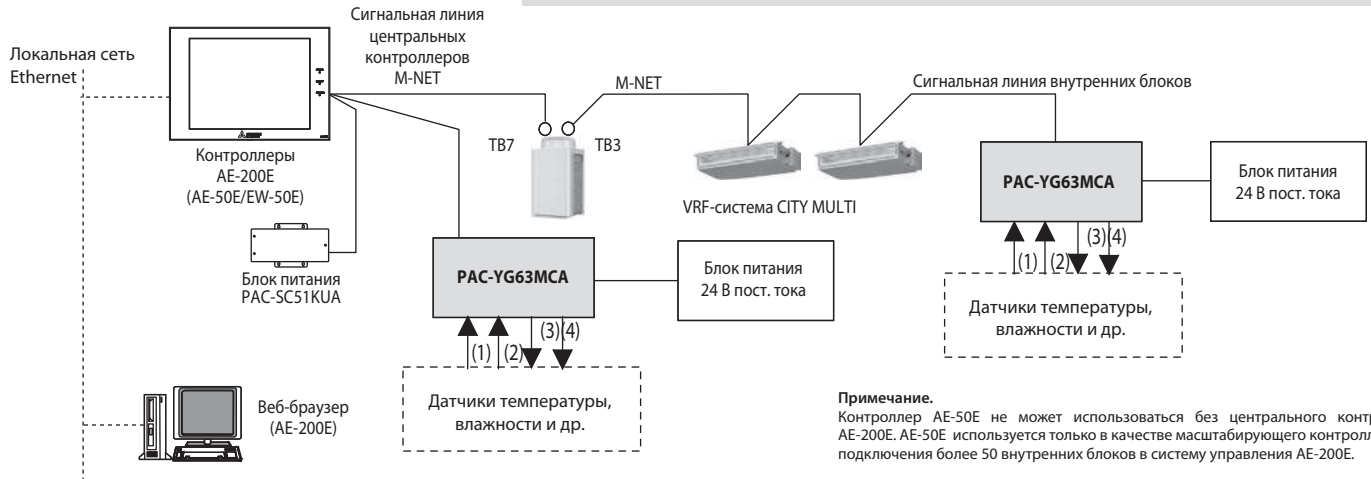 Локальная сеть
Ethernet
Сигнальная линия
центральных
контроллеров
M-NET
Контроллеры
AE-200E
(AE-50E/EW-50E)
Блок питания
PAC-SC51KUA
TB7
TB3
M-NET
VRF-система CITY MULTI
Сигнальная линия внутренних блоков
PAC-YG63MCA
Блок питания
24 В пост. тока
(1)
(2)
(3)
(4)
Датчики температуры,
влажности и др.
PAC-YG63MCA
Блок питания
24 В пост. тока
(1)
(2)
(3)
(4)
Датчики температуры,
влажности и др.
Веб-браузер
(AE-200E)
Примечание.
Контроллер AE-50E не может использоваться без центрального
AE-200E. AE-50E используется только в качестве масштабирующего
подключения более 50 внутренних блоков в систему управления AE-200E.